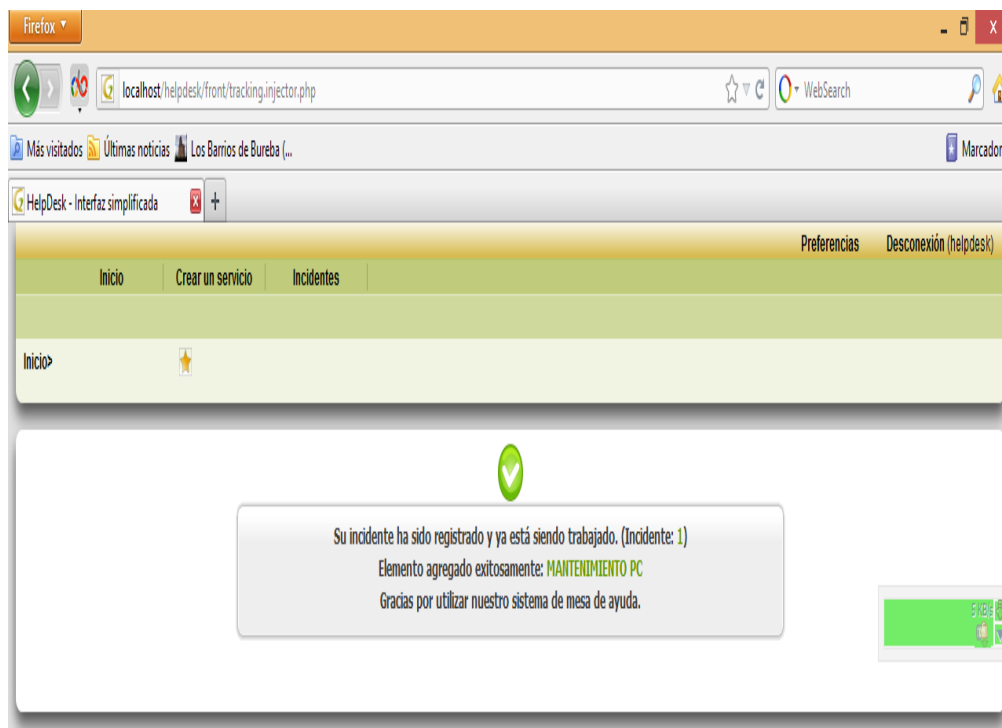 Firefox
localhost/helpdesk/front/tracking.injector.php
WebSearch
Más visitados
Últimas noticias
Los Barrios de Bureba (...
Marcador
HelpDesk - Interfaz simplificada
Preferencias
Desconexión (helpdesk)
Inicio
Crear un servicio
Incidentes
Inicio>
Su incidente ha sido registrado y ya está siendo trabajado. (Incidente: 1)
Elemento agregado exitosamente: MANTENIMIENTO PC
Gracias por utilizar nuestro sistema de mesa de ayuda.
5 KB/s